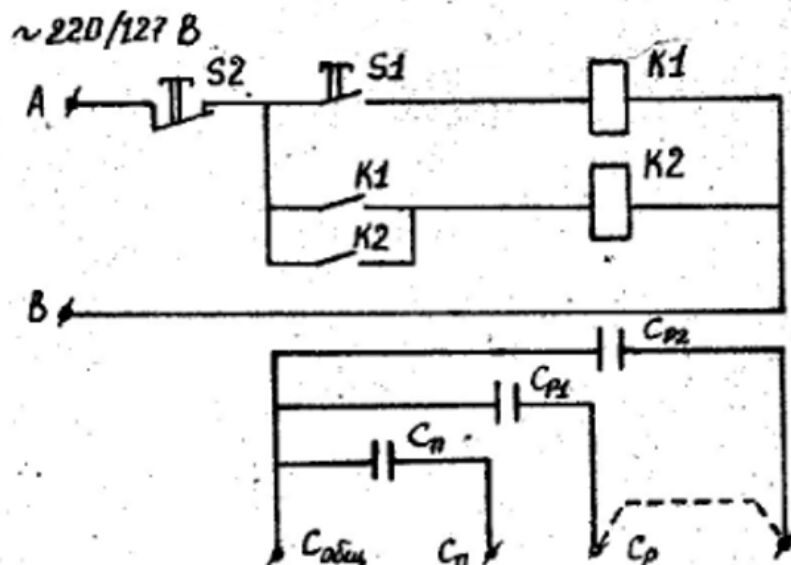 ~220/127 В
S2 S1 K1
А
K1 K2
K2
В
Cр2
Cр1
Cп
Cобщ Cп Cр